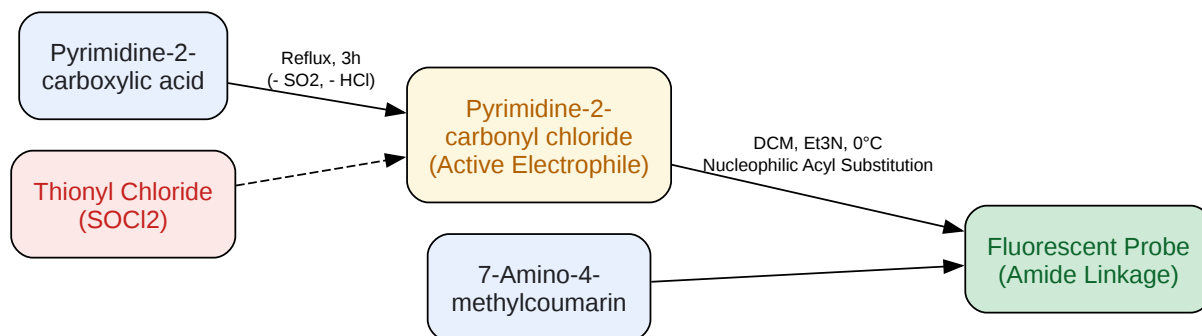 Pyrimidine-2-
carboxylic acid
Reflux, 3h
(- SO2, - HCl)
Thionyl Chloride
(SOCl2)
Pyrimidine-2-
carbonyl chloride
(Active Electrophile)
DCM, Et3N, 0°C
Nucleophilic Acyl Substitution
7-Amino-4-
methylcoumarin
Fluorescent Probe
(Amide Linkage)